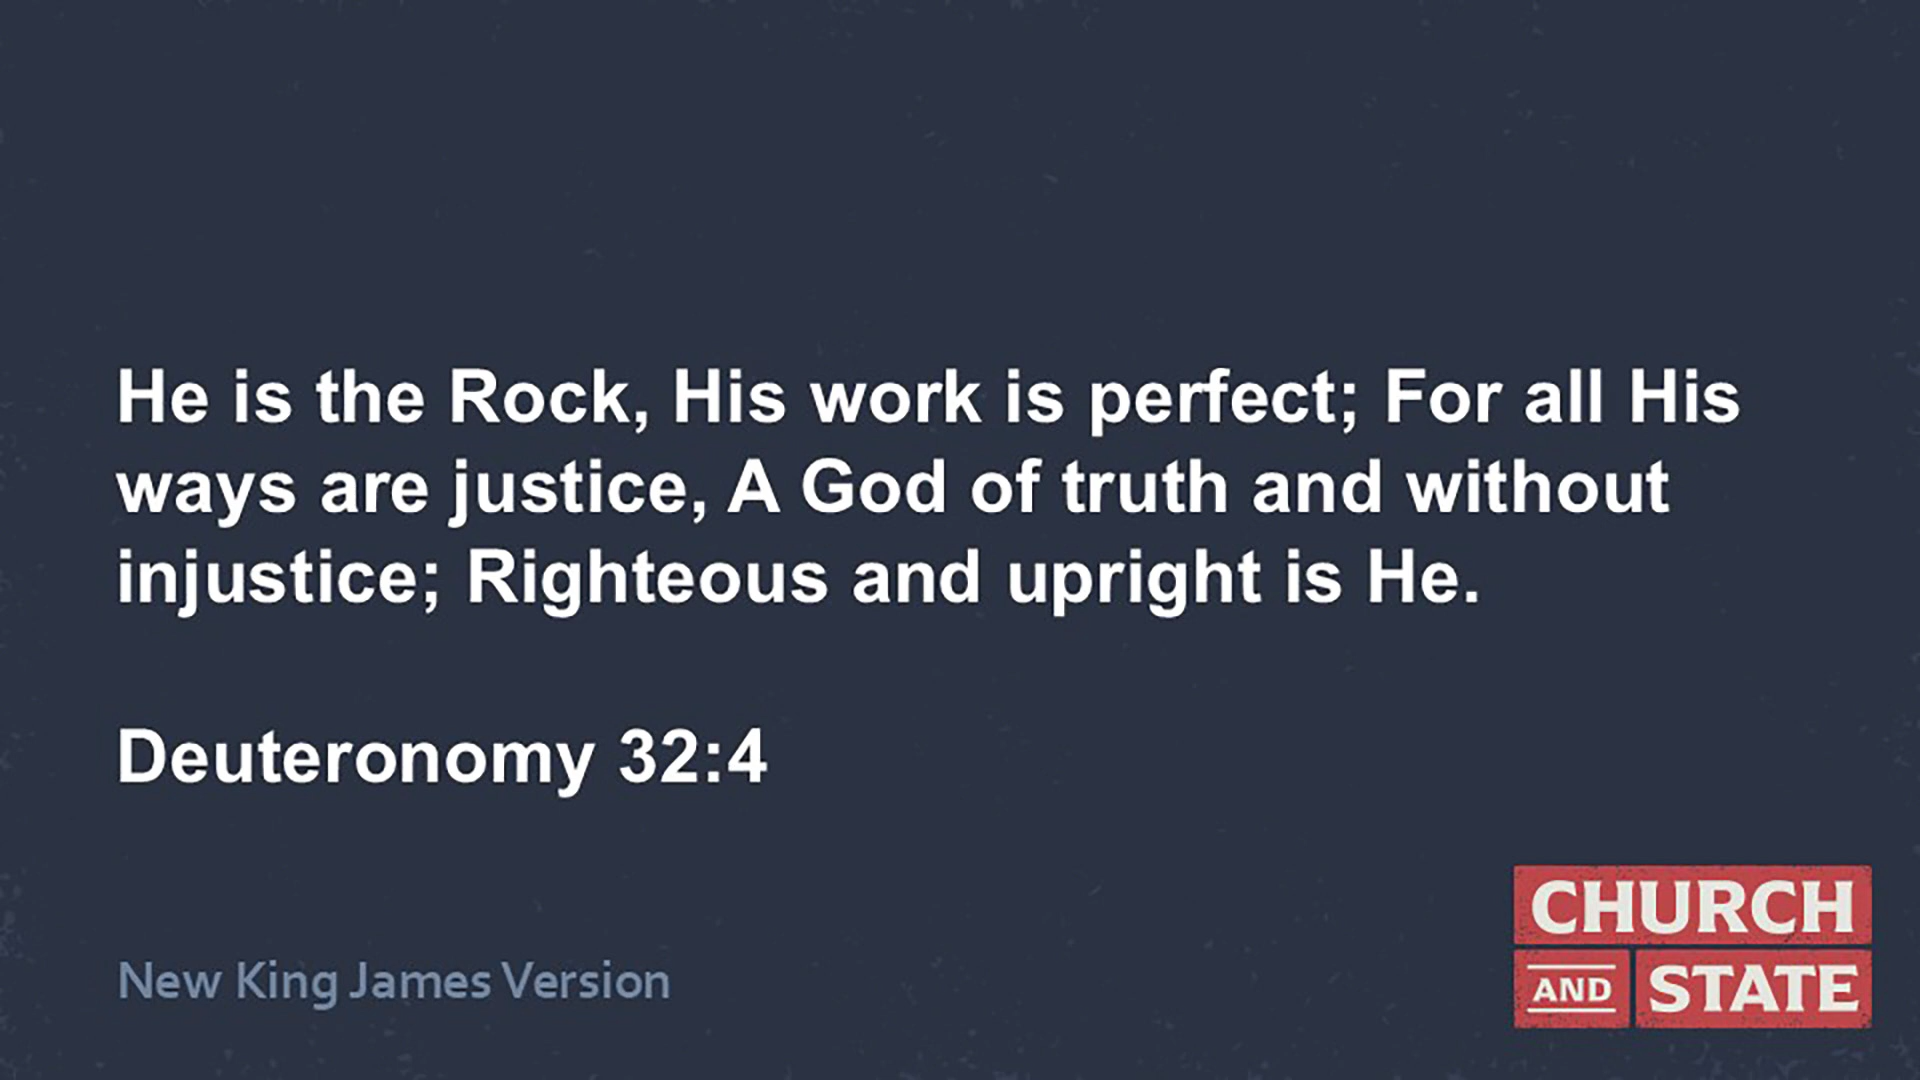 He is the Rock, His work is perfect; For all His
ways are justice, A God of truth and without
injustice; Righteous and upright is He.
Deuteronomy 32:4
New King James Version
CHURCH
AND STATE